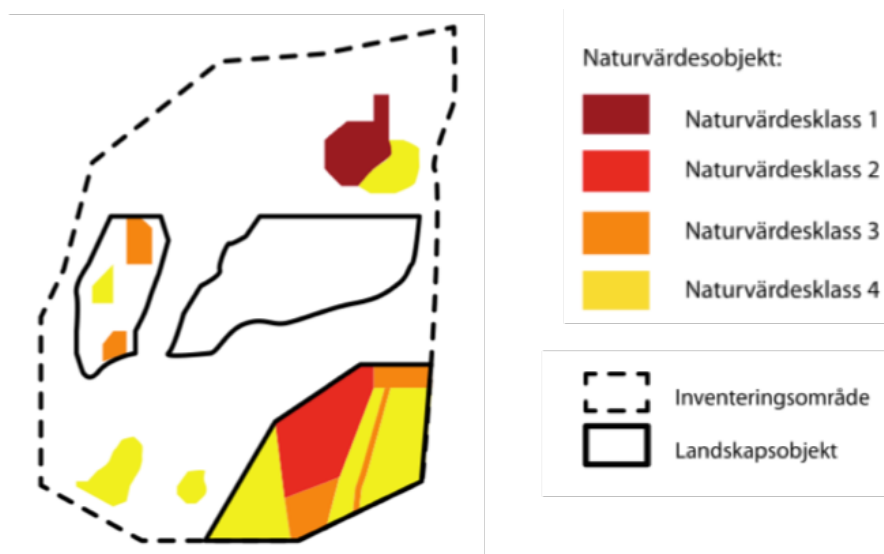 Naturvärdesobjekt:
Naturvärdesklass 1
Naturvärdesklass 2
Naturvärdesklass 3
Naturvärdesklass 4
Inventeringsområde
Landskapsobjekt